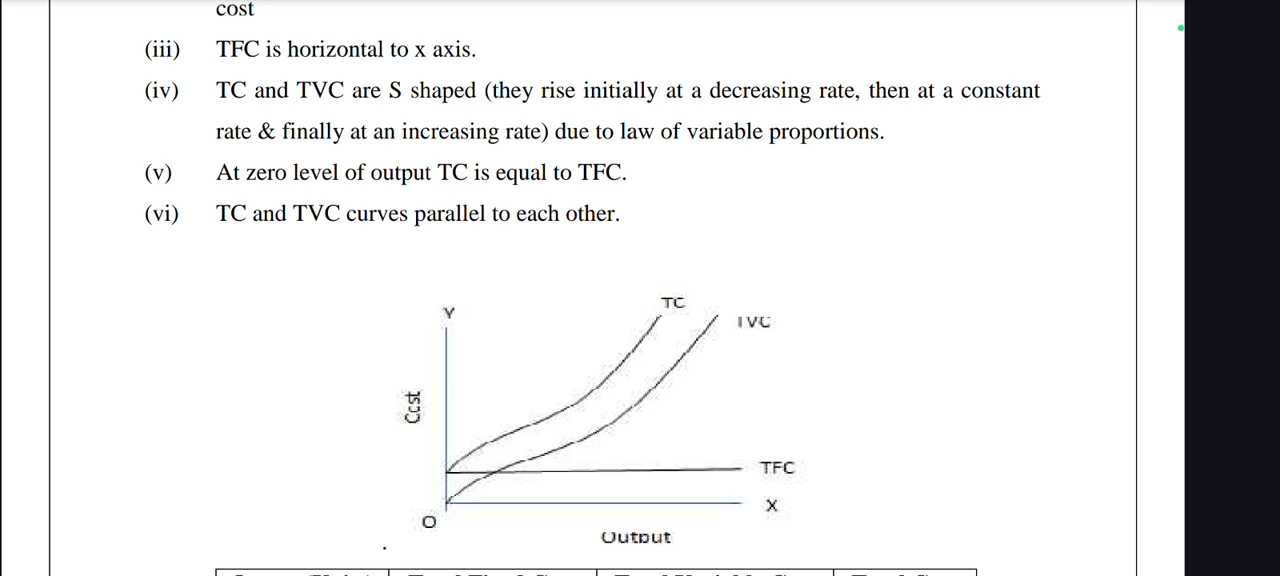 cost
(iii) TFC is horizontal to x axis.
(iv) TC and TVC are S shaped (they rise initially at a decreasing rate, then at a constant
rate & finally at an increasing rate) due to law of variable proportions.
(v) At zero level of output TC is equal to TFC.
(vi) TC and TVC curves parallel to each other.
TC
Y
TVC
Cost
TFC
X
O
Output